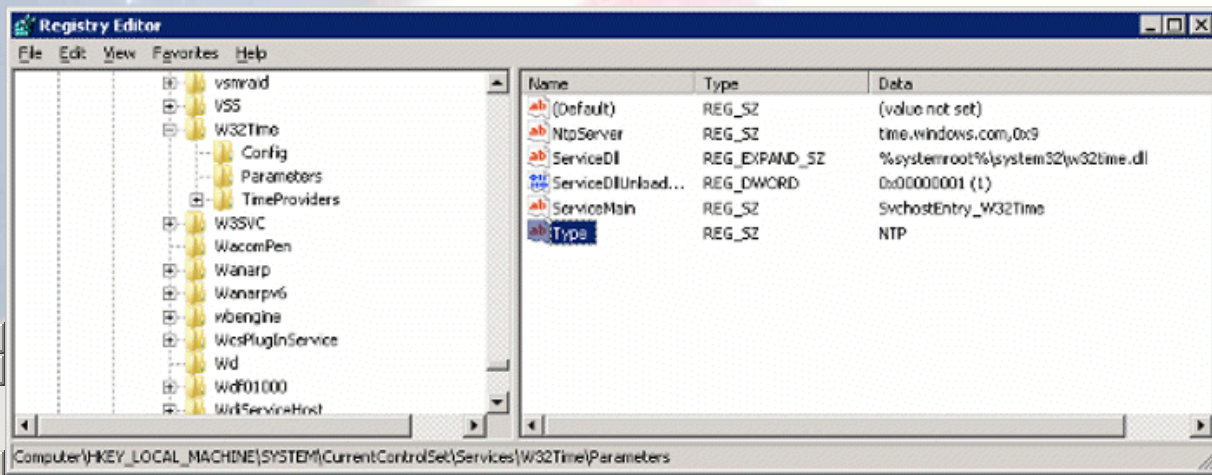 Registry Editor
File Edit View Favorites Help
vsmraid
VSS
W32Time
Config
Parameters
TimeProviders
W3SVC
WacomPen
Wanarp
Wanarpv6
wbengine
WcsPlugInService
Wd
Wdf01000
WdiServiceHost
Name Type Data
(Default) REG_SZ (value not set)
NtpServer REG_SZ time.windows.com,0x9
ServiceDll REG_EXPAND_SZ %systemroot%\system32\w32time.dll
ServiceDllUnload... REG_DWORD 0x00000001 (1)
ServiceMain REG_SZ SvchostEntry_W32Time
Type REG_SZ NTP
Computer\HKEY_LOCAL_MACHINE\SYSTEM\CurrentControlSet\Services\W32Time\Parameters